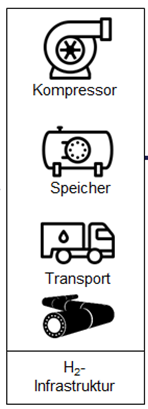 Kompressor
Speicher
Transport
H₂-
Infrastruktur